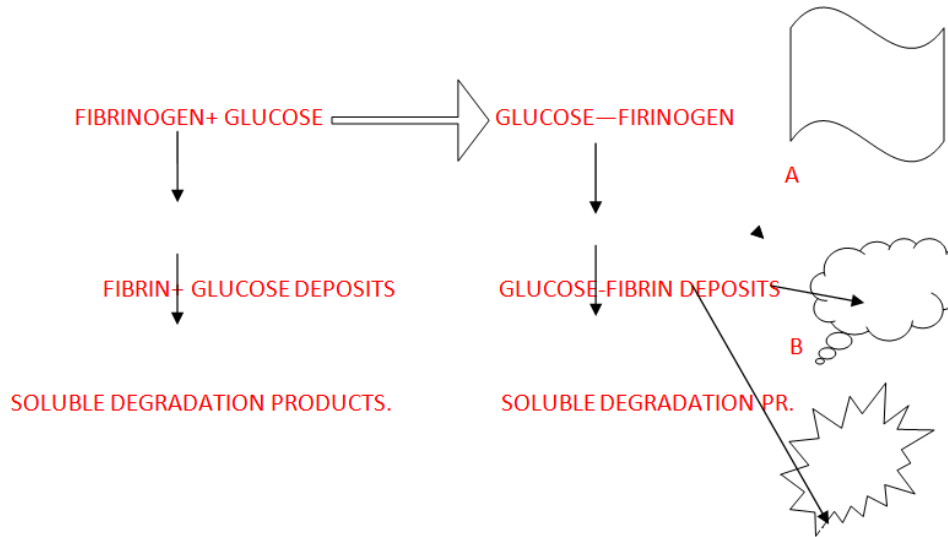 FIBRINOGEN+ GLUCOSE
GLUCOSE—FIRINOGEN
A
FIBRIN+ GLUCOSE DEPOSITS
GLUCOSE-FIBRIN DEPOSITS
B
SOLUBLE DEGRADATION PRODUCTS.
SOLUBLE DEGRADATION PR.